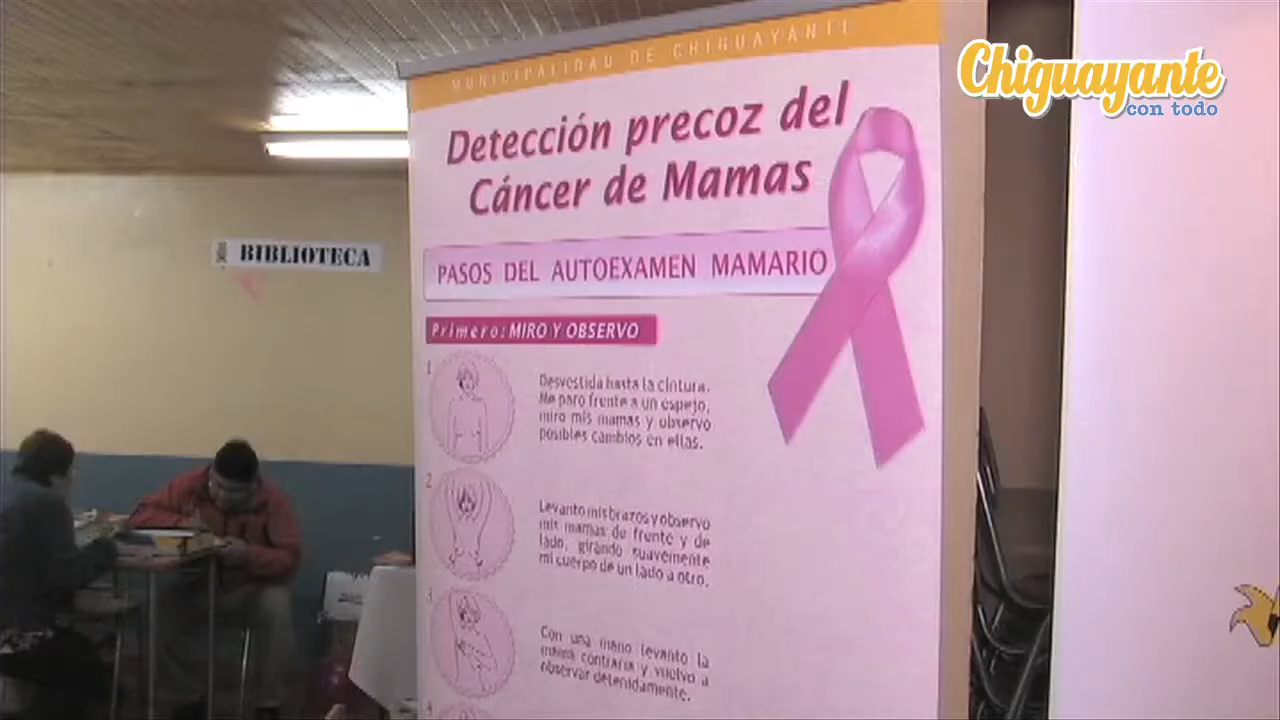 MUNICIPALIDAD DE CHIGUAYANTE
Chiguayante
con todo
Detección precoz del
Cáncer de Mamas
BIBLIOTECA
PASOS DEL AUTOEXAMEN MAMARIO
Primero: MIRO Y OBSERVO
1
Desvestida hasta la cintura.
Me paro frente a un espejo,
miro mis mamas y observo
posibles cambios en ellas.
2
Levanto mis brazos y observo
mis mamas de frente y de
lado, girando suavemente
mi cuerpo de un lado a otro.
3
Con una mano levanto la
mama contraria y vuelvo a
observar detenidamente.
4